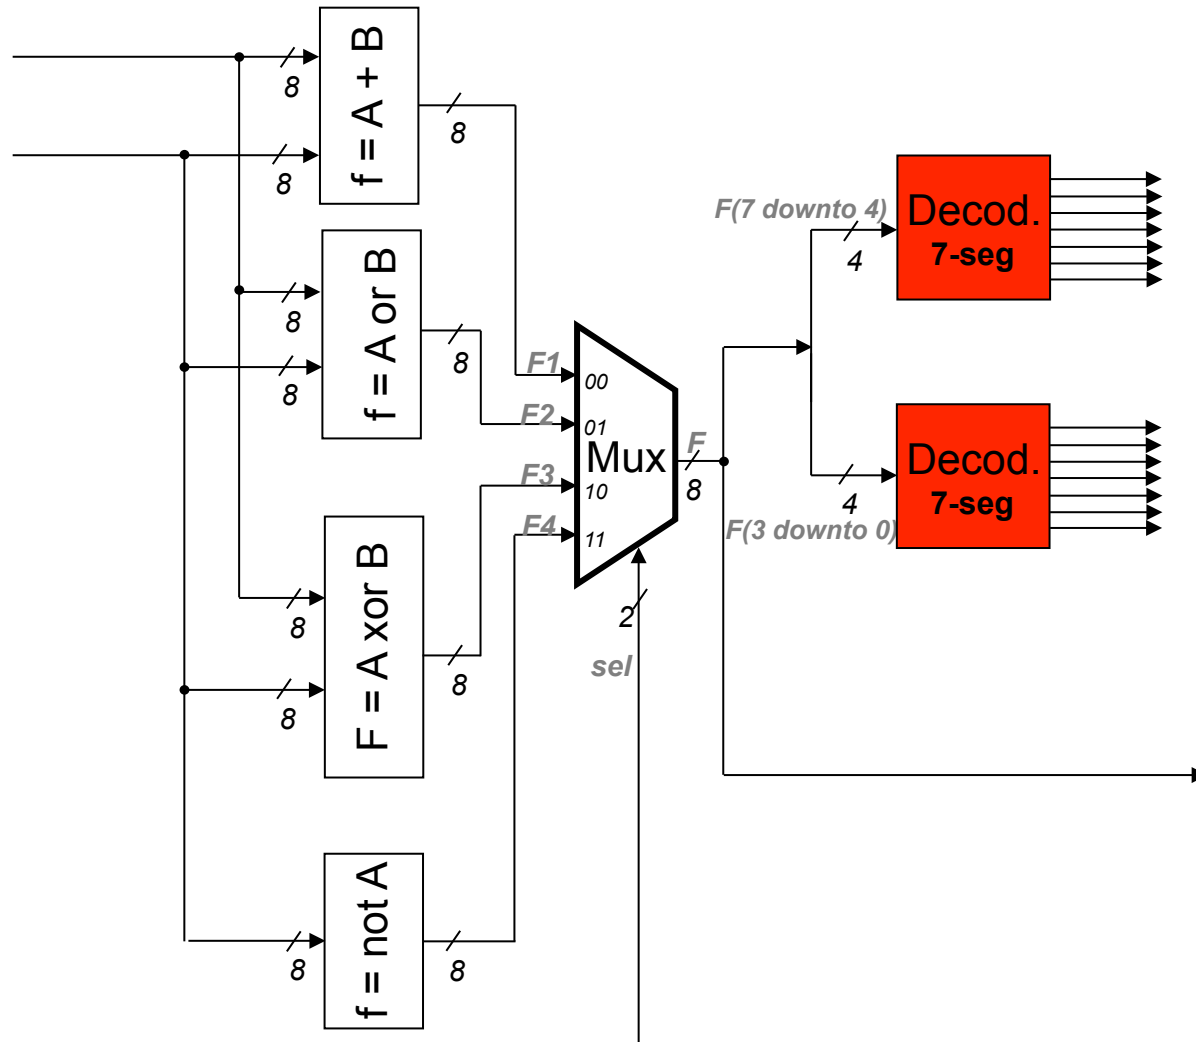 8
8
f = A + B
8
8
8
f = A or B
8
8
8
F = A xor B
8
8
f = not A
8
F1
F2
F3
F4
00
01
10
11
Mux
F
8
2
sel
F(7 downto 4)
4
Decod.
7-seg
4
F(3 downto 0)
Decod.
7-seg